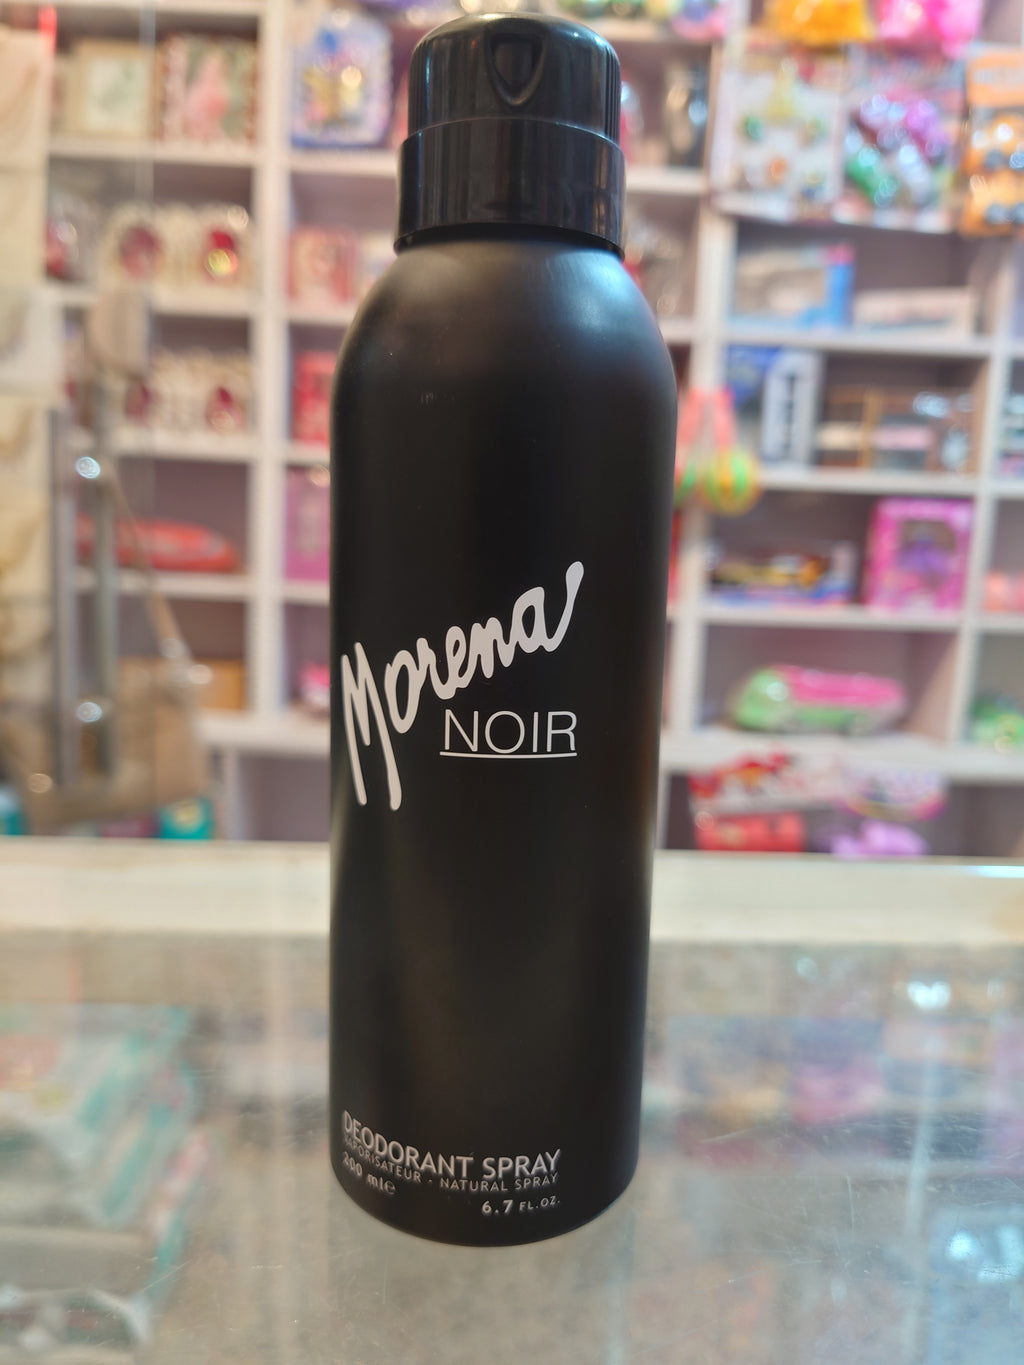 Morena
NOIR
DEODORANT SPRAY
VAPORISATEUR - NATURAL SPRAY
200 ml e
6.7 FL.OZ.